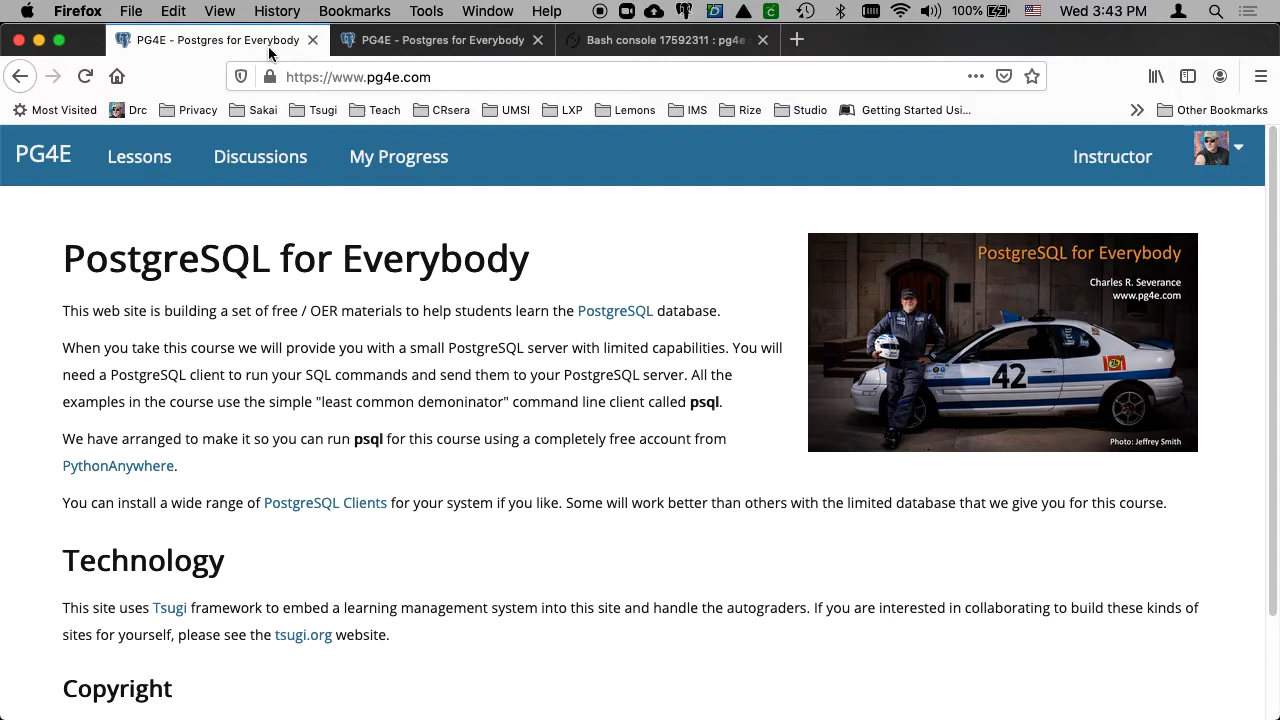 Firefox File Edit View History Bookmarks Tools Window Help 100% Wed 3:43 PM
PG4E - Postgres for Everybody PG4E - Postgres for Everybody Bash console 17592311 : pg4e
https://www.pg4e.com
Most Visited Drc Privacy Sakai Tsugi Teach CRsera UMSI LXP Lemons IMS Rize Studio Getting Started Usi... Other Bookmarks
PG4E Lessons Discussions My Progress Instructor
PostgreSQL for Everybody
This web site is building a set of free / OER materials to help students learn the PostgreSQL database.
When you take this course we will provide you with a small PostgreSQL server with limited capabilities. You will
need a PostgreSQL client to run your SQL commands and send them to your PostgreSQL server. All the
examples in the course use the simple "least common demoninator" command line client called psql.
We have arranged to make it so you can run psql for this course using a completely free account from
PythonAnywhere.
PostgreSQL for Everybody
Charles R. Severance
www.pg4e.com
42
Photo: Jeffrey Smith
You can install a wide range of PostgreSQL Clients for your system if you like. Some will work better than others with the limited database that we give you for this course.
Technology
This site uses Tsugi framework to embed a learning management system into this site and handle the autograders. If you are interested in collaborating to build these kinds of
sites for yourself, please see the tsugi.org website.
Copyright